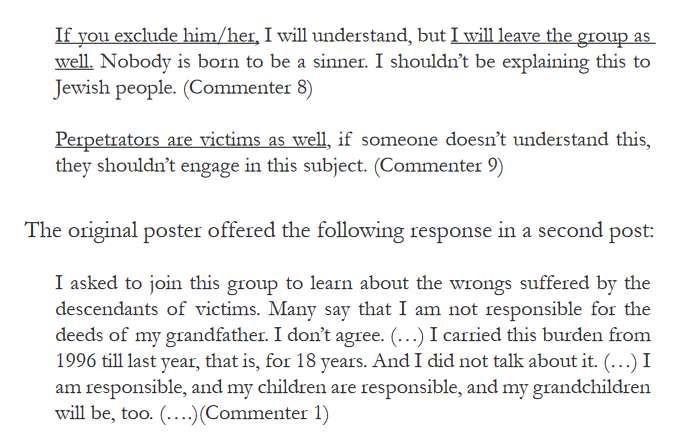 If you exclude him/her, I will understand, but I will leave the group as
well. Nobody is born to be a sinner. I shouldn’t be explaining this to
Jewish people. (Commenter 8)
Perpetrators are victims as well, if someone doesn’t understand this,
they shouldn’t engage in this subject. (Commenter 9)
The original poster offered the following response in a second post:
I asked to join this group to learn about the wrongs suffered by the
descendants of victims. Many say that I am not responsible for the
deeds of my grandfather. I don’t agree. (…) I carried this burden from
1996 till last year, that is, for 18 years. And I did not talk about it. (…) I
am responsible, and my children are responsible, and my grandchildren
will be, too. (….)(Commenter 1)